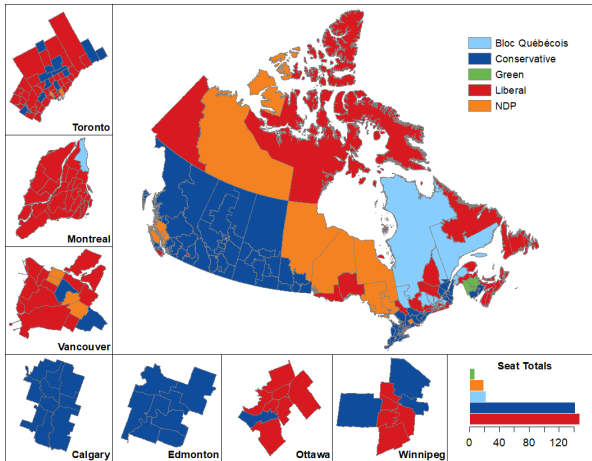 Bloc Québécois
Conservative
Green
Liberal
NDP
Toronto
Montreal
Vancouver
Calgary
Edmonton
Ottawa
Winnipeg
Seat Totals
0 40 80 120